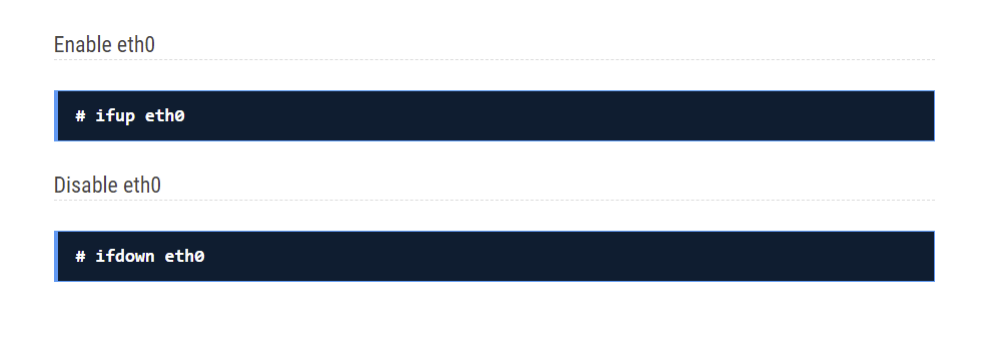 Enable eth0
# ifup eth0
Disable eth0
# ifdown eth0